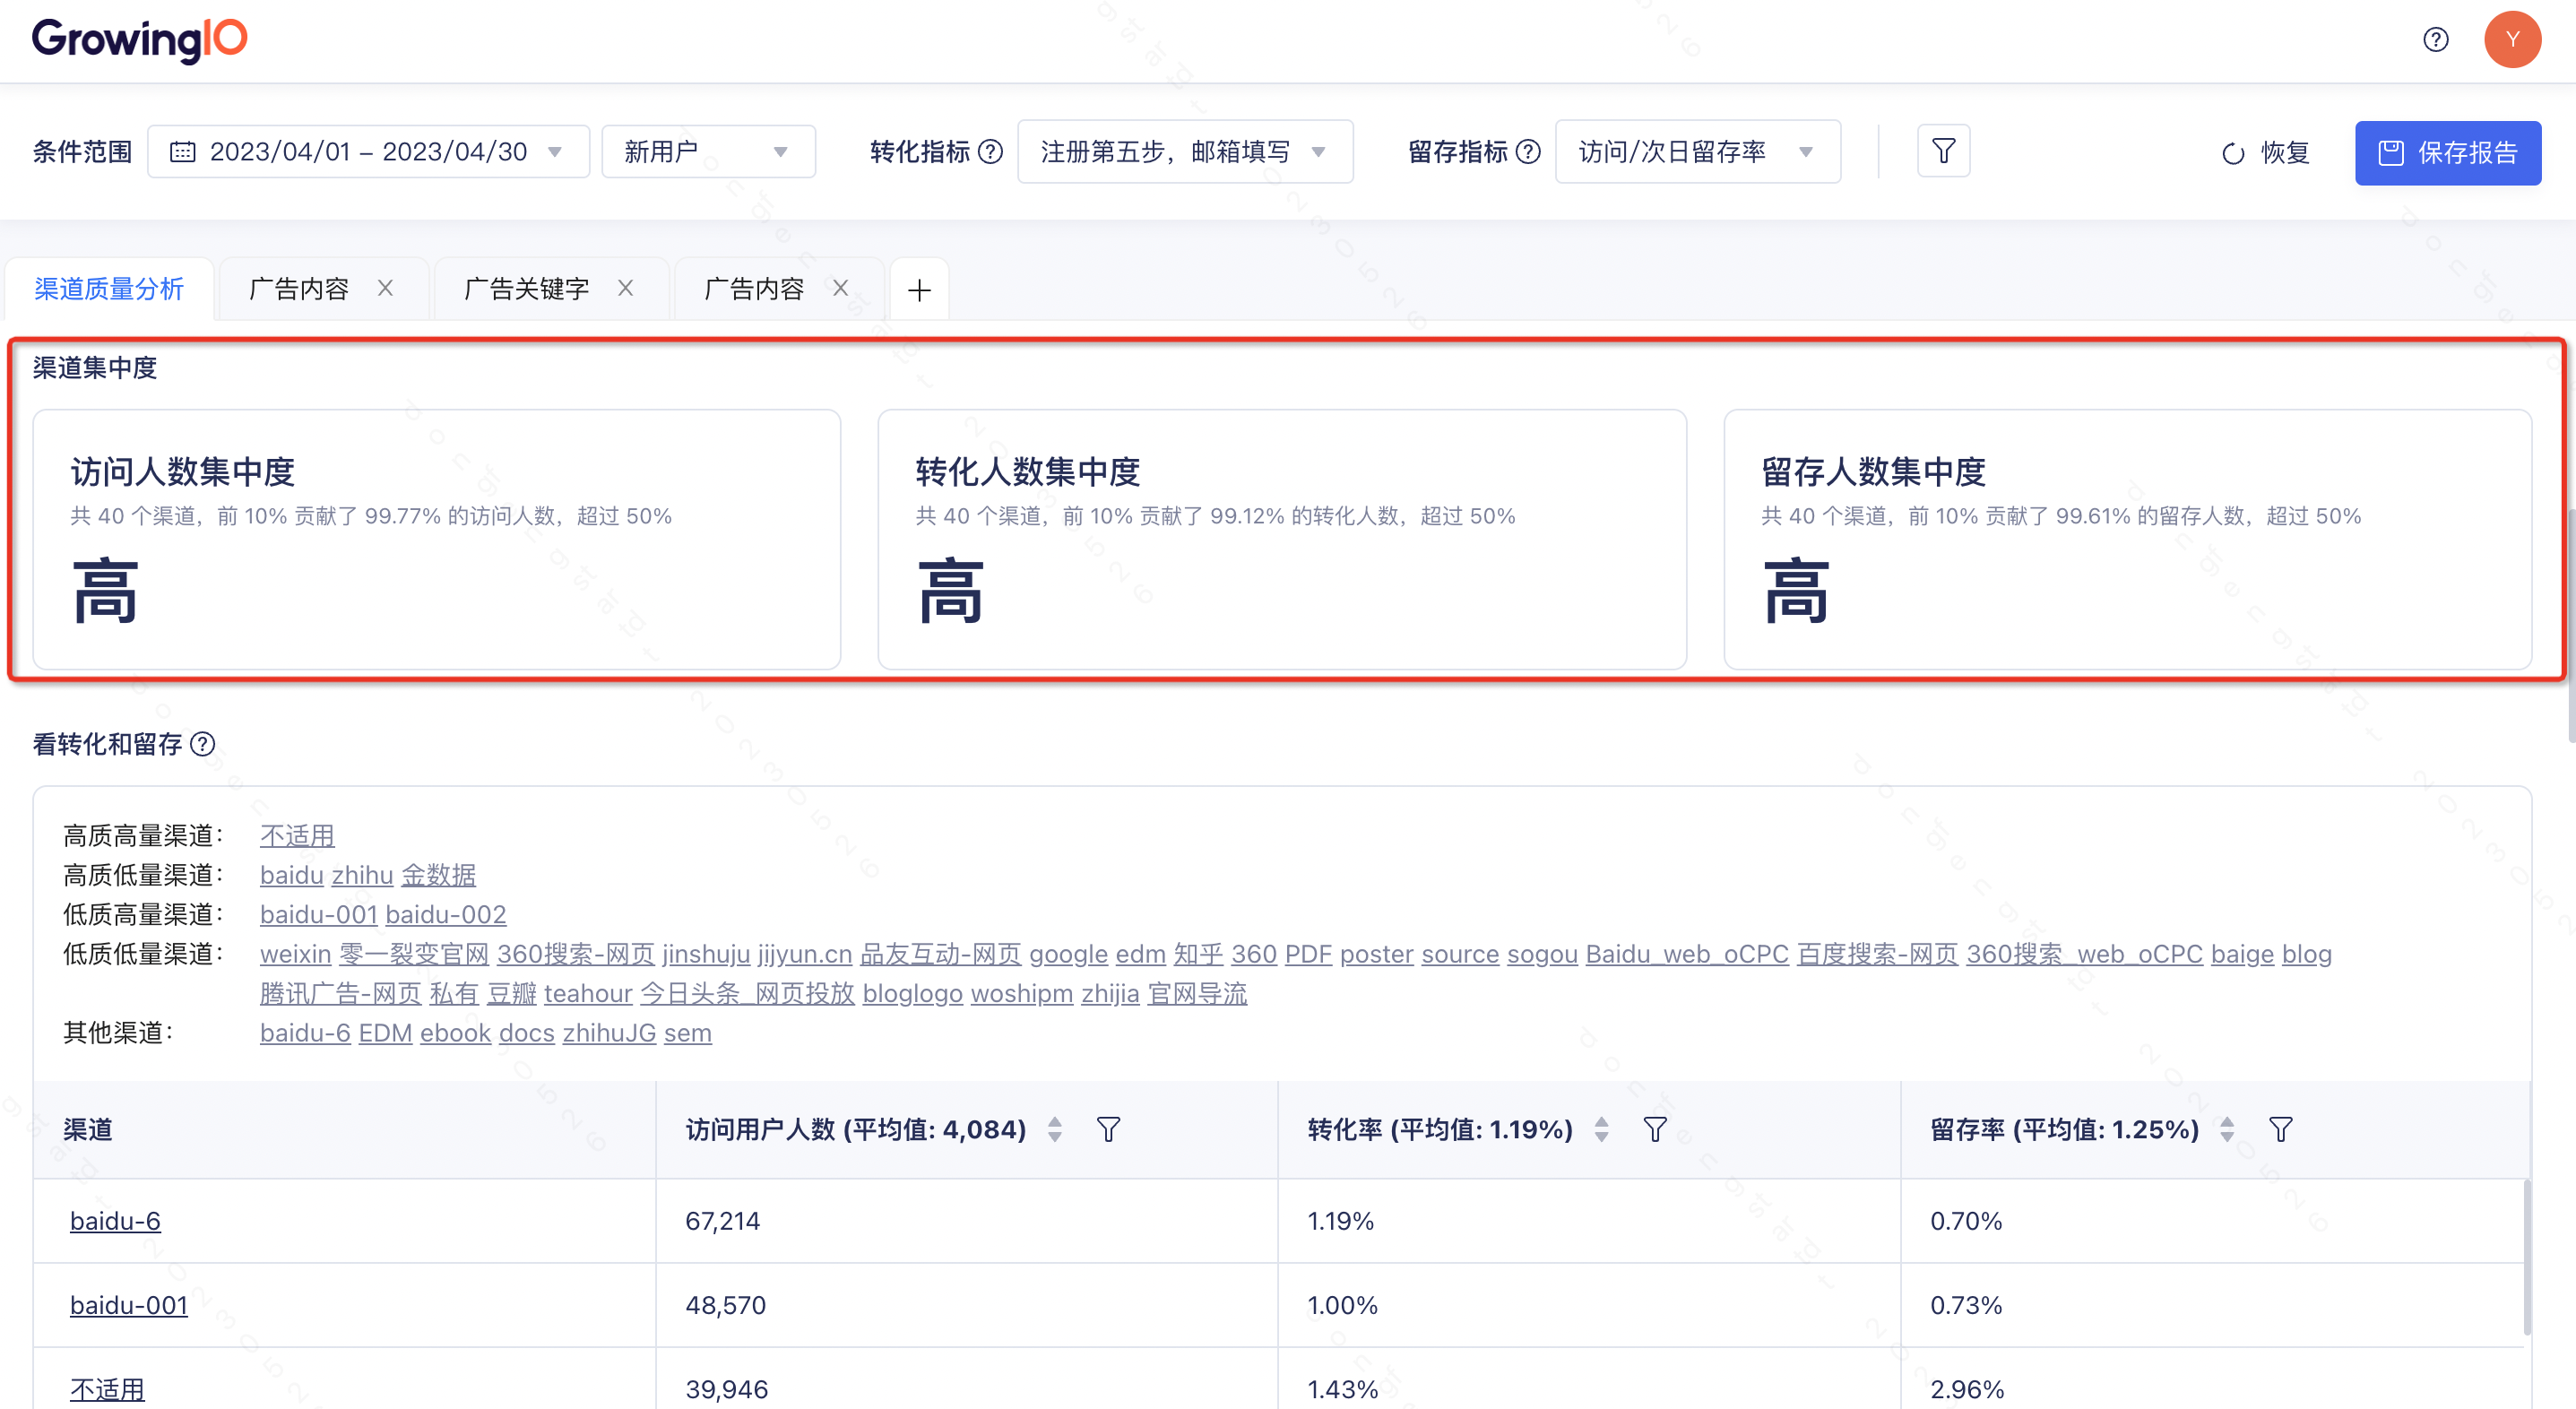 GrowingIO
Y
条件范围 2023/04/01 – 2023/04/30 新用户 转化指标 注册第五步，邮箱填写 留存指标 访问/次日留存率 恢复 保存报告
渠道质量分析 广告内容 广告关键字 广告内容
渠道集中度
访问人数集中度
共 40 个渠道，前 10% 贡献了 99.77% 的访问人数，超过 50%
高
转化人数集中度
共 40 个渠道，前 10% 贡献了 99.12% 的转化人数，超过 50%
高
留存人数集中度
共 40 个渠道，前 10% 贡献了 99.61% 的留存人数，超过 50%
高
看转化和留存
高质高量渠道： 不适用
高质低量渠道： baidu zhihu 金数据
低质高量渠道： baidu-001 baidu-002
低质低量渠道： weixin 零一裂变官网 360搜索-网页 jinshuju jijyun.cn 品友互动-网页 google edm 知乎 360 PDF poster source sogou Baidu_web_oCPC 百度搜索-网页 360搜索_web_oCPC baige blog
腾讯广告-网页 私有 豆瓣 teahour 今日头条_网页投放 bloglogo woshipm zhijia 官网导流
其他渠道： baidu-6 EDM ebook docs zhihuJG sem
渠道 访问用户人数 (平均值: 4,084) 转化率 (平均值: 1.19%) 留存率 (平均值: 1.25%)
baidu-6 67,214 1.19% 0.70%
baidu-001 48,570 1.00% 0.73%
不适用 39,946 1.43% 2.96%